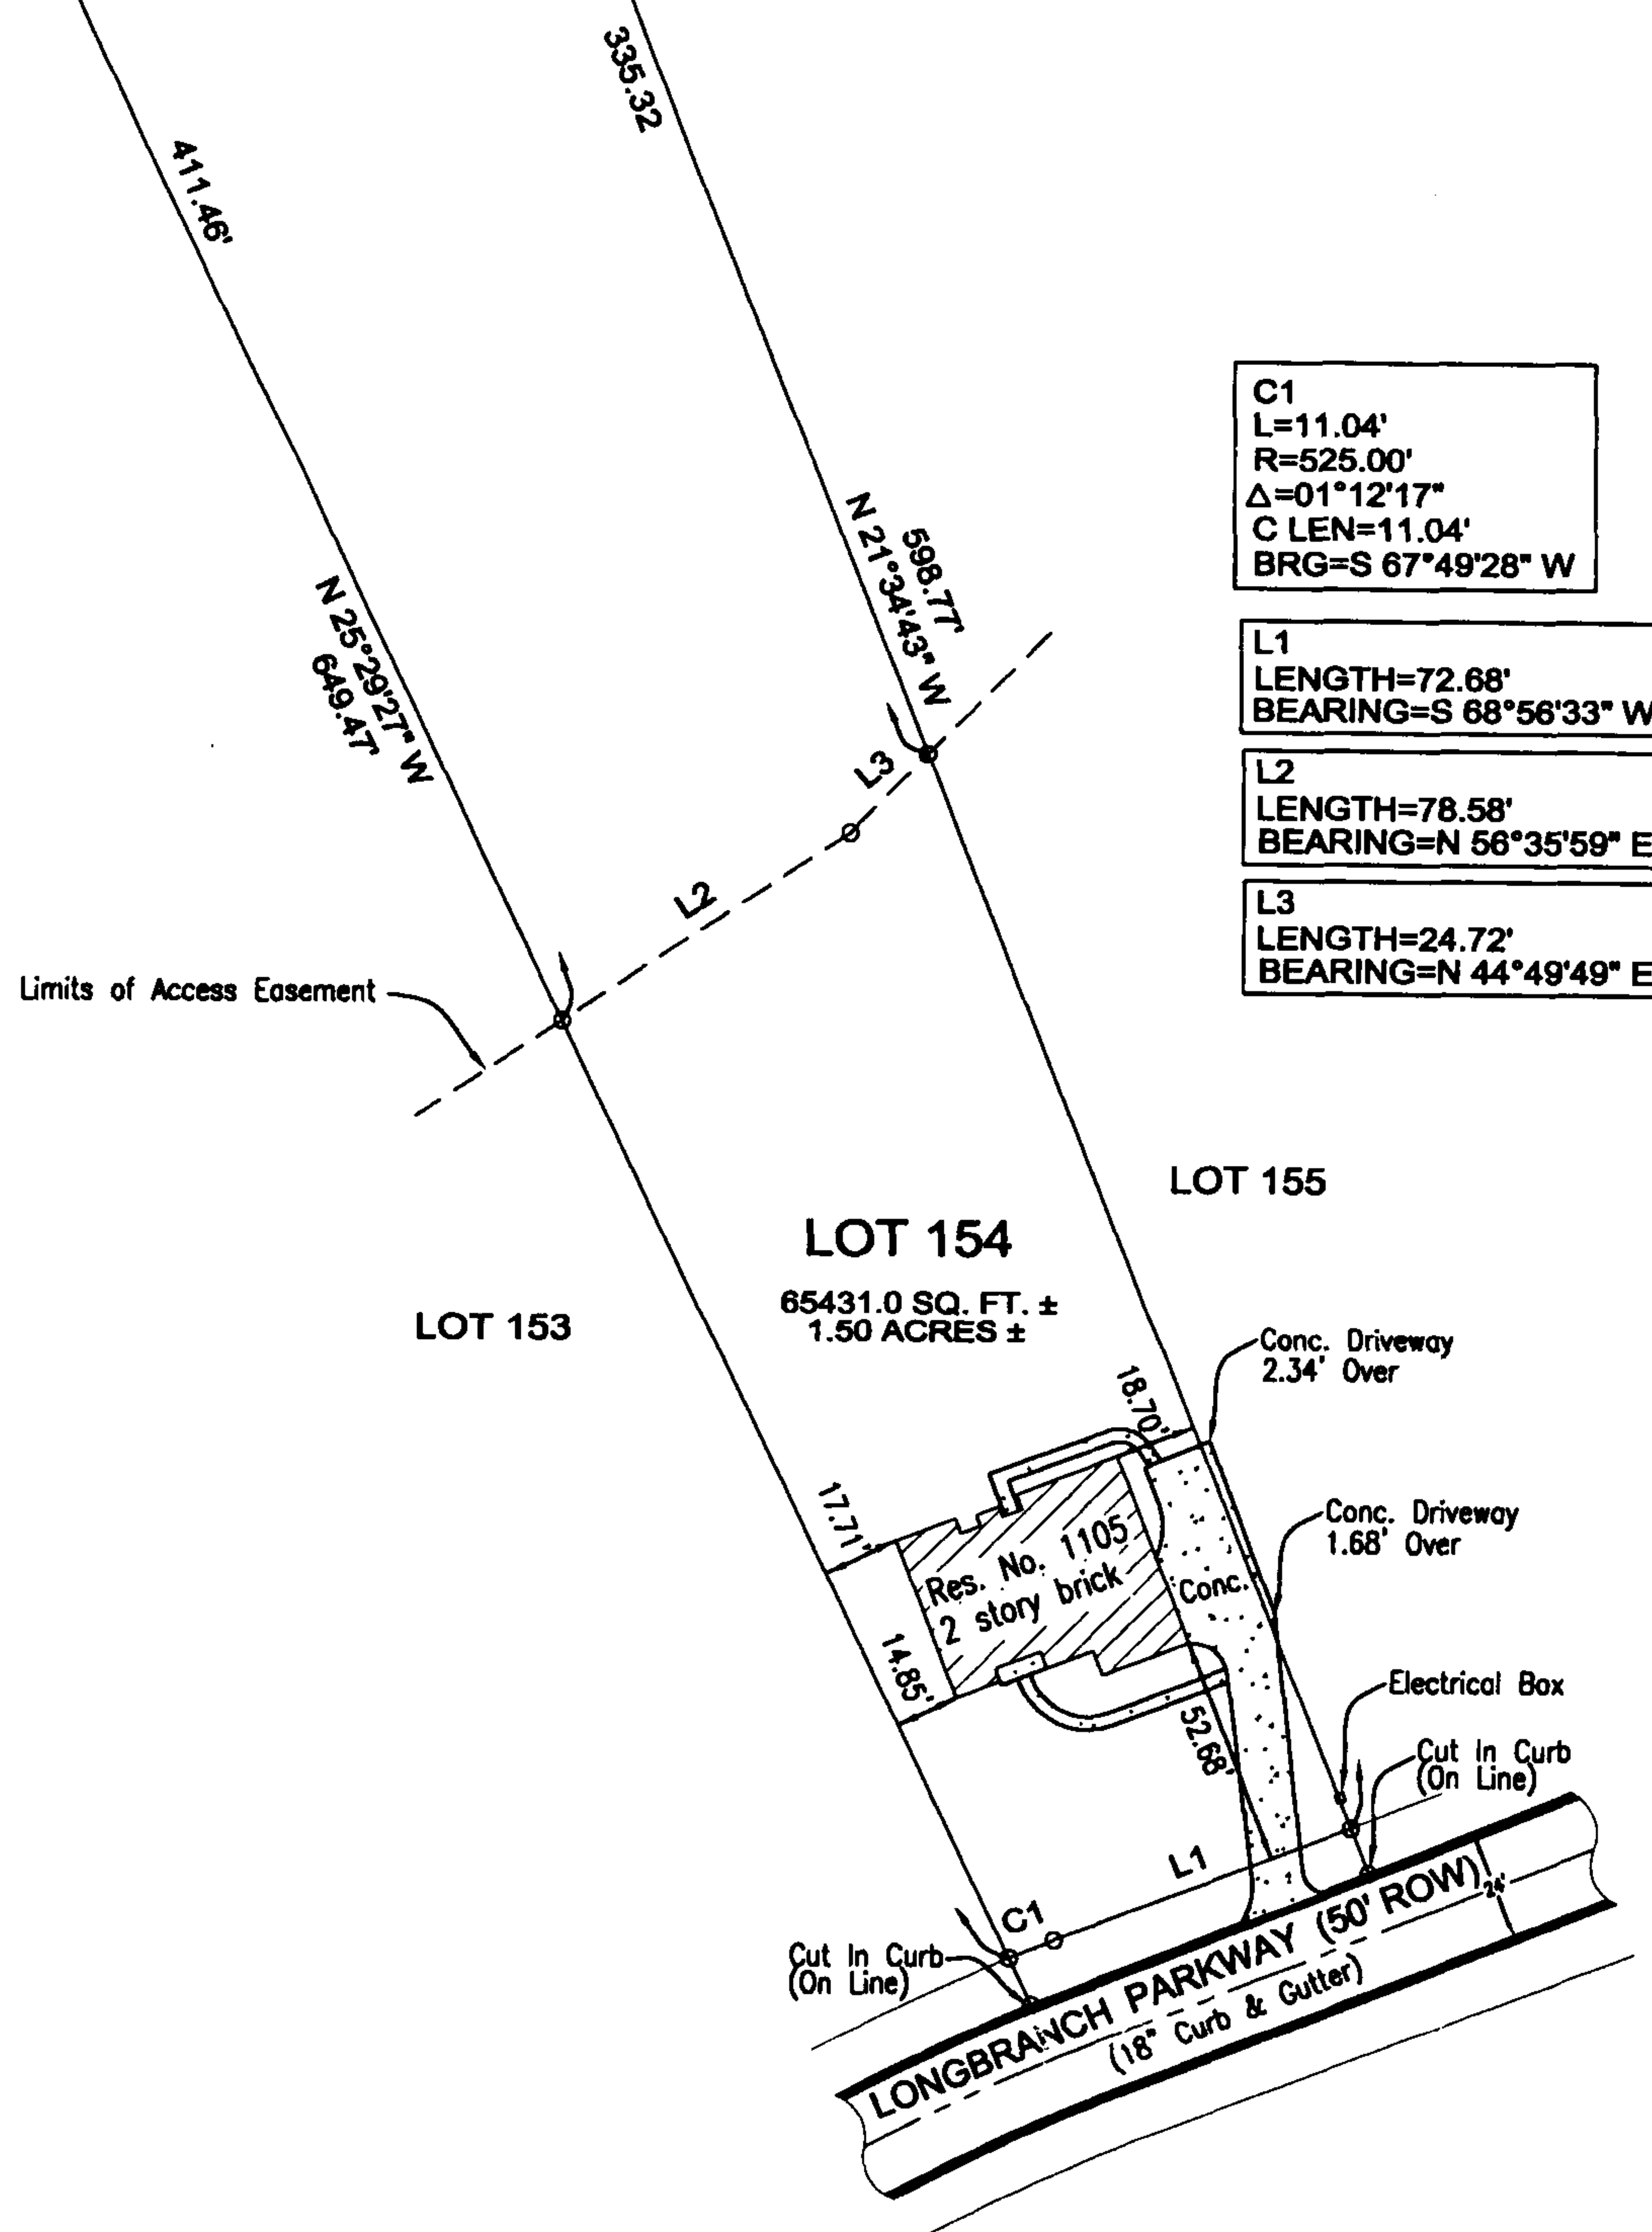 335.32
411.46'
C1
L=11.04'
R=525.00'
Δ=01°12'17"
C LEN=11.04'
BRG=S 67°49'28" W
598.77'
N 21°34'43" W
N 25°29'27" W
649.47'
L1
LENGTH=72.68'
BEARING=S 68°56'33" W
L2
LENGTH=78.58'
BEARING=N 56°35'59" E
L3
LENGTH=24.72'
BEARING=N 44°49'49" E
L3
L2
Limits of Access Easement
LOT 155
LOT 154
65431.0 SQ. FT. ±
1.50 ACRES ±
LOT 153
Conc. Driveway
2.34' Over
18.70'
17.71'
Conc. Driveway
1.68' Over
Res. No. 1105
2 story brick
Conc.
14.85'
52.68'
Electrical Box
Cut In Curb
(On Line)
L1
C1
Cut In Curb
(On Line)
24'
LONGBRANCH PARKWAY (50' ROW)
(18" Curb & Gutter)